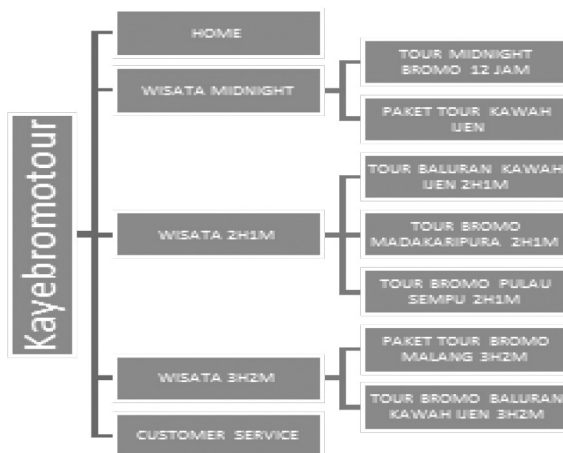 Kayebromotour
HOME
WISATA MIDNIGHT
TOUR MIDNIGHT
BROMO 12 JAM
PAKET TOUR KAWAH
IJEN
WISATA 2H1M
TOUR BALURAN KAWAH
IJEN 2H1M
TOUR BROMO
MADAKARIPURA 2H1M
TOUR BROMO PULAU
SEMPU 2H1M
WISATA 3H2M
PAKET TOUR BROMO
MALANG 3H2M
TOUR BROMO BALURAN
KAWAH IJEN 3H2M
CUSTOMER SERVICE